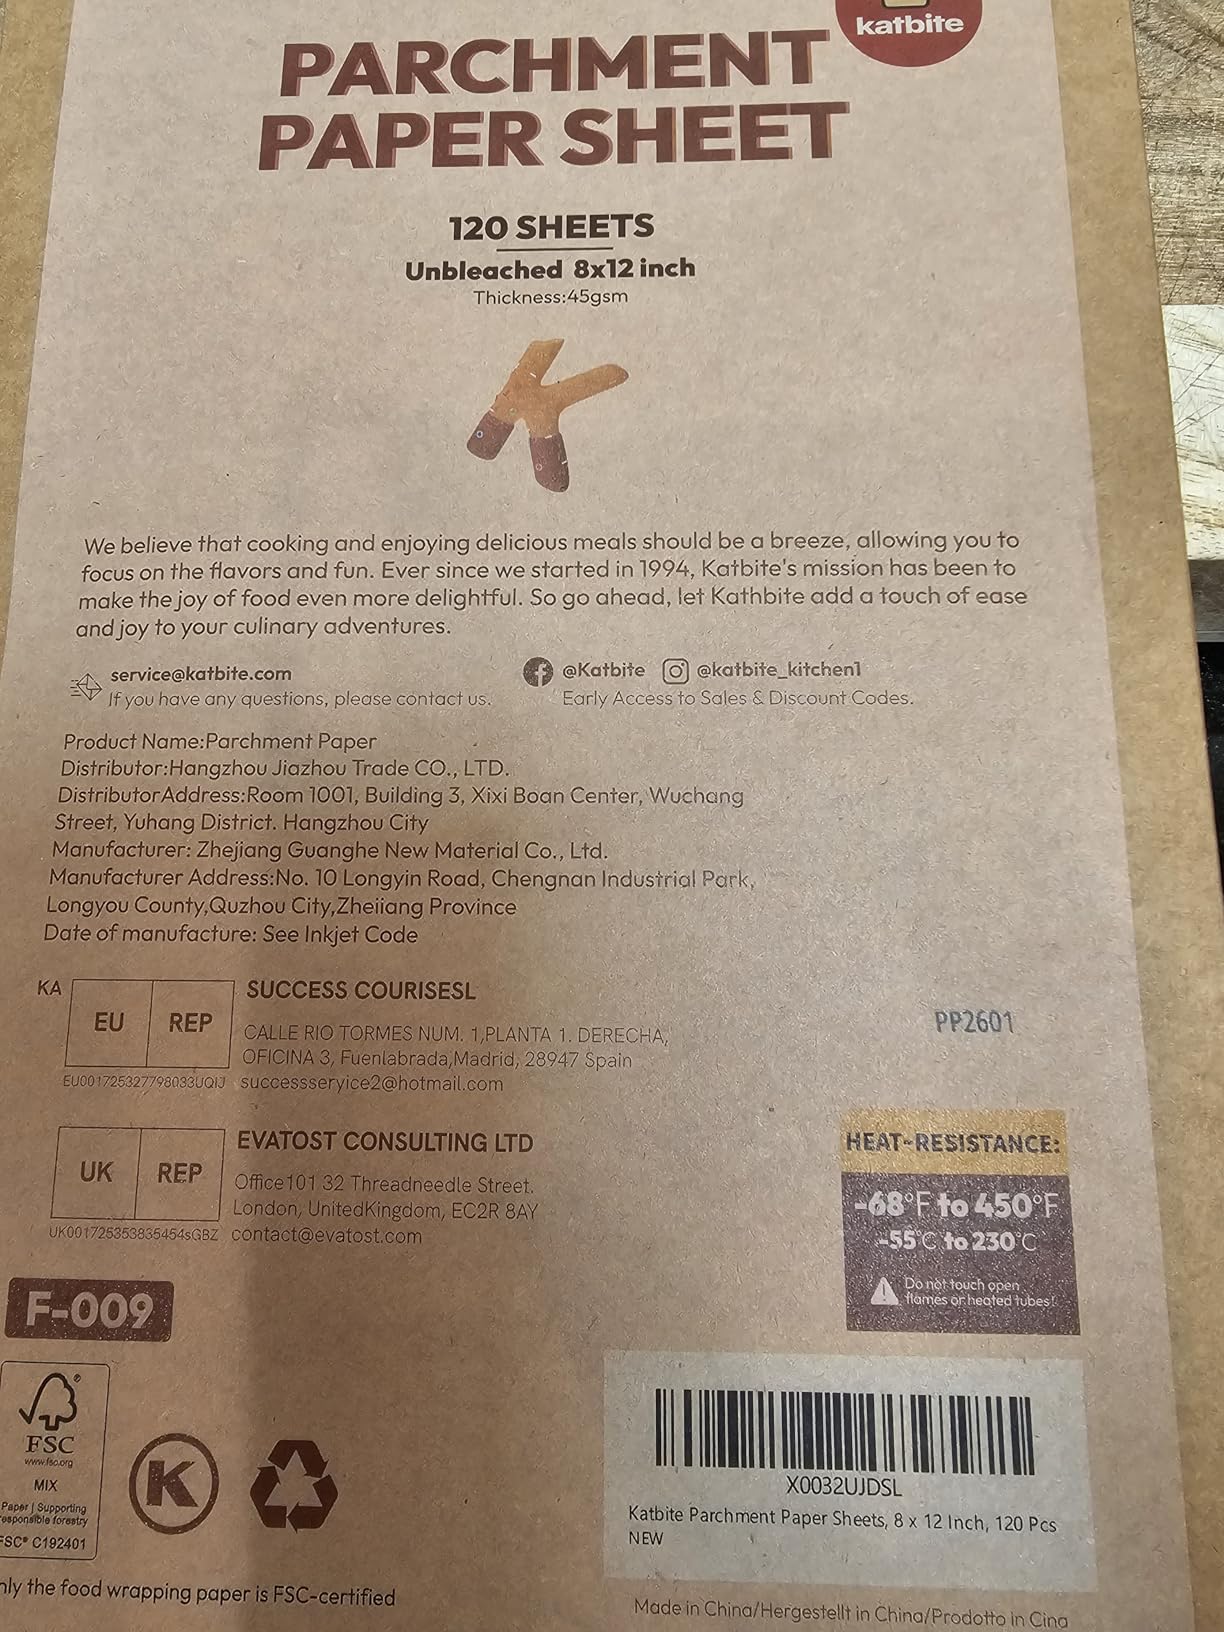 katbite
PARCHMENT
PAPER SHEET
120 SHEETS
Unbleached 8x12 inch
Thickness:45gsm
We believe that cooking and enjoying delicious meals should be a breeze, allowing you to
focus on the flavors and fun. Ever since we started in 1994, Katbite's mission has been to
make the joy of food even more delightful. So go ahead, let Kathbite add a touch of ease
and joy to your culinary adventures.
service@katbite.com
If you have any questions, please contact us.
@Katbite @katbite_kitchen1
Early Access to Sales & Discount Codes.
Product Name:Parchment Paper
Distributor:Hangzhou Jiazhou Trade CO., LTD.
DistributorAddress:Room 1001, Building 3, Xixi Boan Center, Wuchang
Street, Yuhang District. Hangzhou City
Manufacturer: Zhejiang Guanghe New Material Co., Ltd.
Manufacturer Address:No. 10 Longyin Road, Chengnan Industrial Park,
Longyou County,Quzhou City,Zheiiang Province
Date of manufacture: See Inkjet Code
KA
EU REP
SUCCESS COURISESL
CALLE RIO TORMES NUM. 1,PLANTA 1. DERECHA,
OFICINA 3, Fuenlabrada,Madrid, 28947 Spain
EU001725327798033UQIJ successseryice2@hotmail.com
PP2601
UK REP
EVATOST CONSULTING LTD
Office101 32 Threadneedle Street.
London, UnitedKingdom, EC2R 8AY
UK001725353835454sGBZ contact@evatost.com
HEAT-RESISTANCE:
-68°F to 450°F
-55°C to 230°C
Do not touch open
flames or heated tubes!
F-009
FSC
www.fsc.org
MIX
Paper | Supporting
responsible forestry
FSC® C192401
K
X0032UJDSL
Katbite Parchment Paper Sheets, 8 x 12 Inch, 120 Pcs
NEW
nly the food wrapping paper is FSC-certified
Made in China/Hergestellt in China/Prodotto in Cina